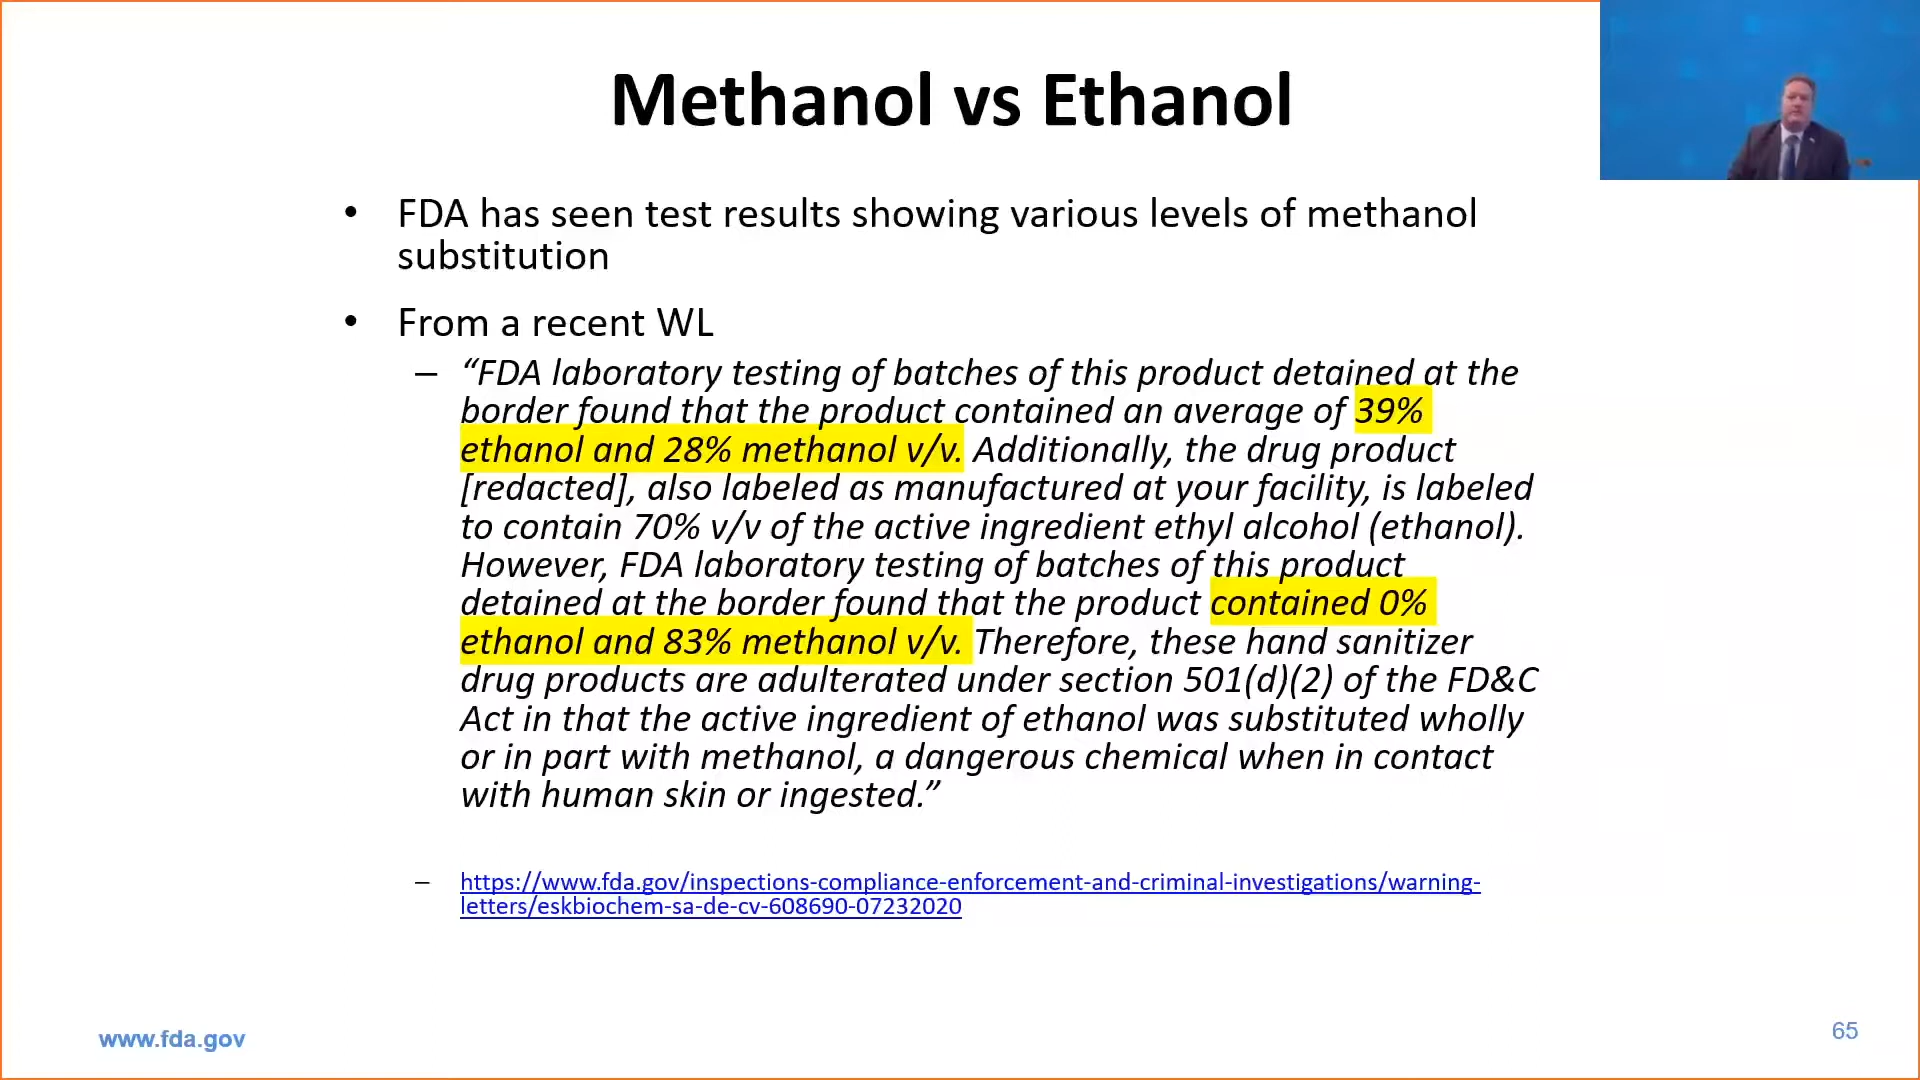 Methanol vs Ethanol
• FDA has seen test results showing various levels of methanol
substitution
• From a recent WL
– “FDA laboratory testing of batches of this product detained at the
border found that the product contained an average of 39%
ethanol and 28% methanol v/v. Additionally, the drug product
[redacted], also labeled as manufactured at your facility, is labeled
to contain 70% v/v of the active ingredient ethyl alcohol (ethanol).
However, FDA laboratory testing of batches of this product
detained at the border found that the product contained 0%
ethanol and 83% methanol v/v. Therefore, these hand sanitizer
drug products are adulterated under section 501(d)(2) of the FD&C
Act in that the active ingredient of ethanol was substituted wholly
or in part with methanol, a dangerous chemical when in contact
with human skin or ingested.”
– https://www.fda.gov/inspections-compliance-enforcement-and-criminal-investigations/warning-
letters/eskbiochem-sa-de-cv-608690-07232020
www.fda.gov
65